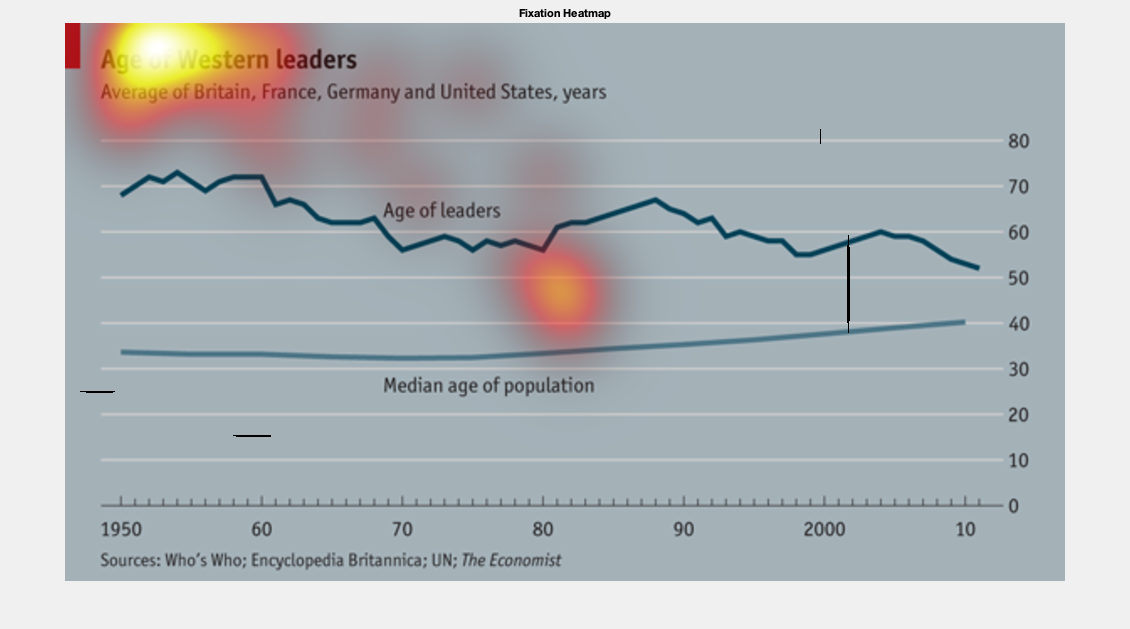 Fixation Heatmap
Age of Western leaders
Average of Britain, France, Germany and United States, years
80
70
Age of leaders
60
50
40
30
Median age of population
20
10
0
1950 60 70 80 90 2000 10
Sources: Who's Who; Encyclopedia Britannica; UN; The Economist